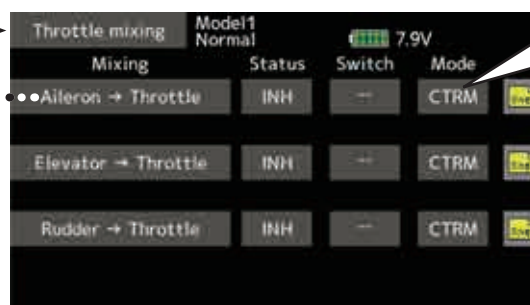 Throttle mixing Model1 7.9V
Normal
Mixing Status Switch Mode
Aileron → Throttle INH -- CTRM
Elevator → Throttle INH -- CTRM
Rudder → Throttle INH -- CTRM